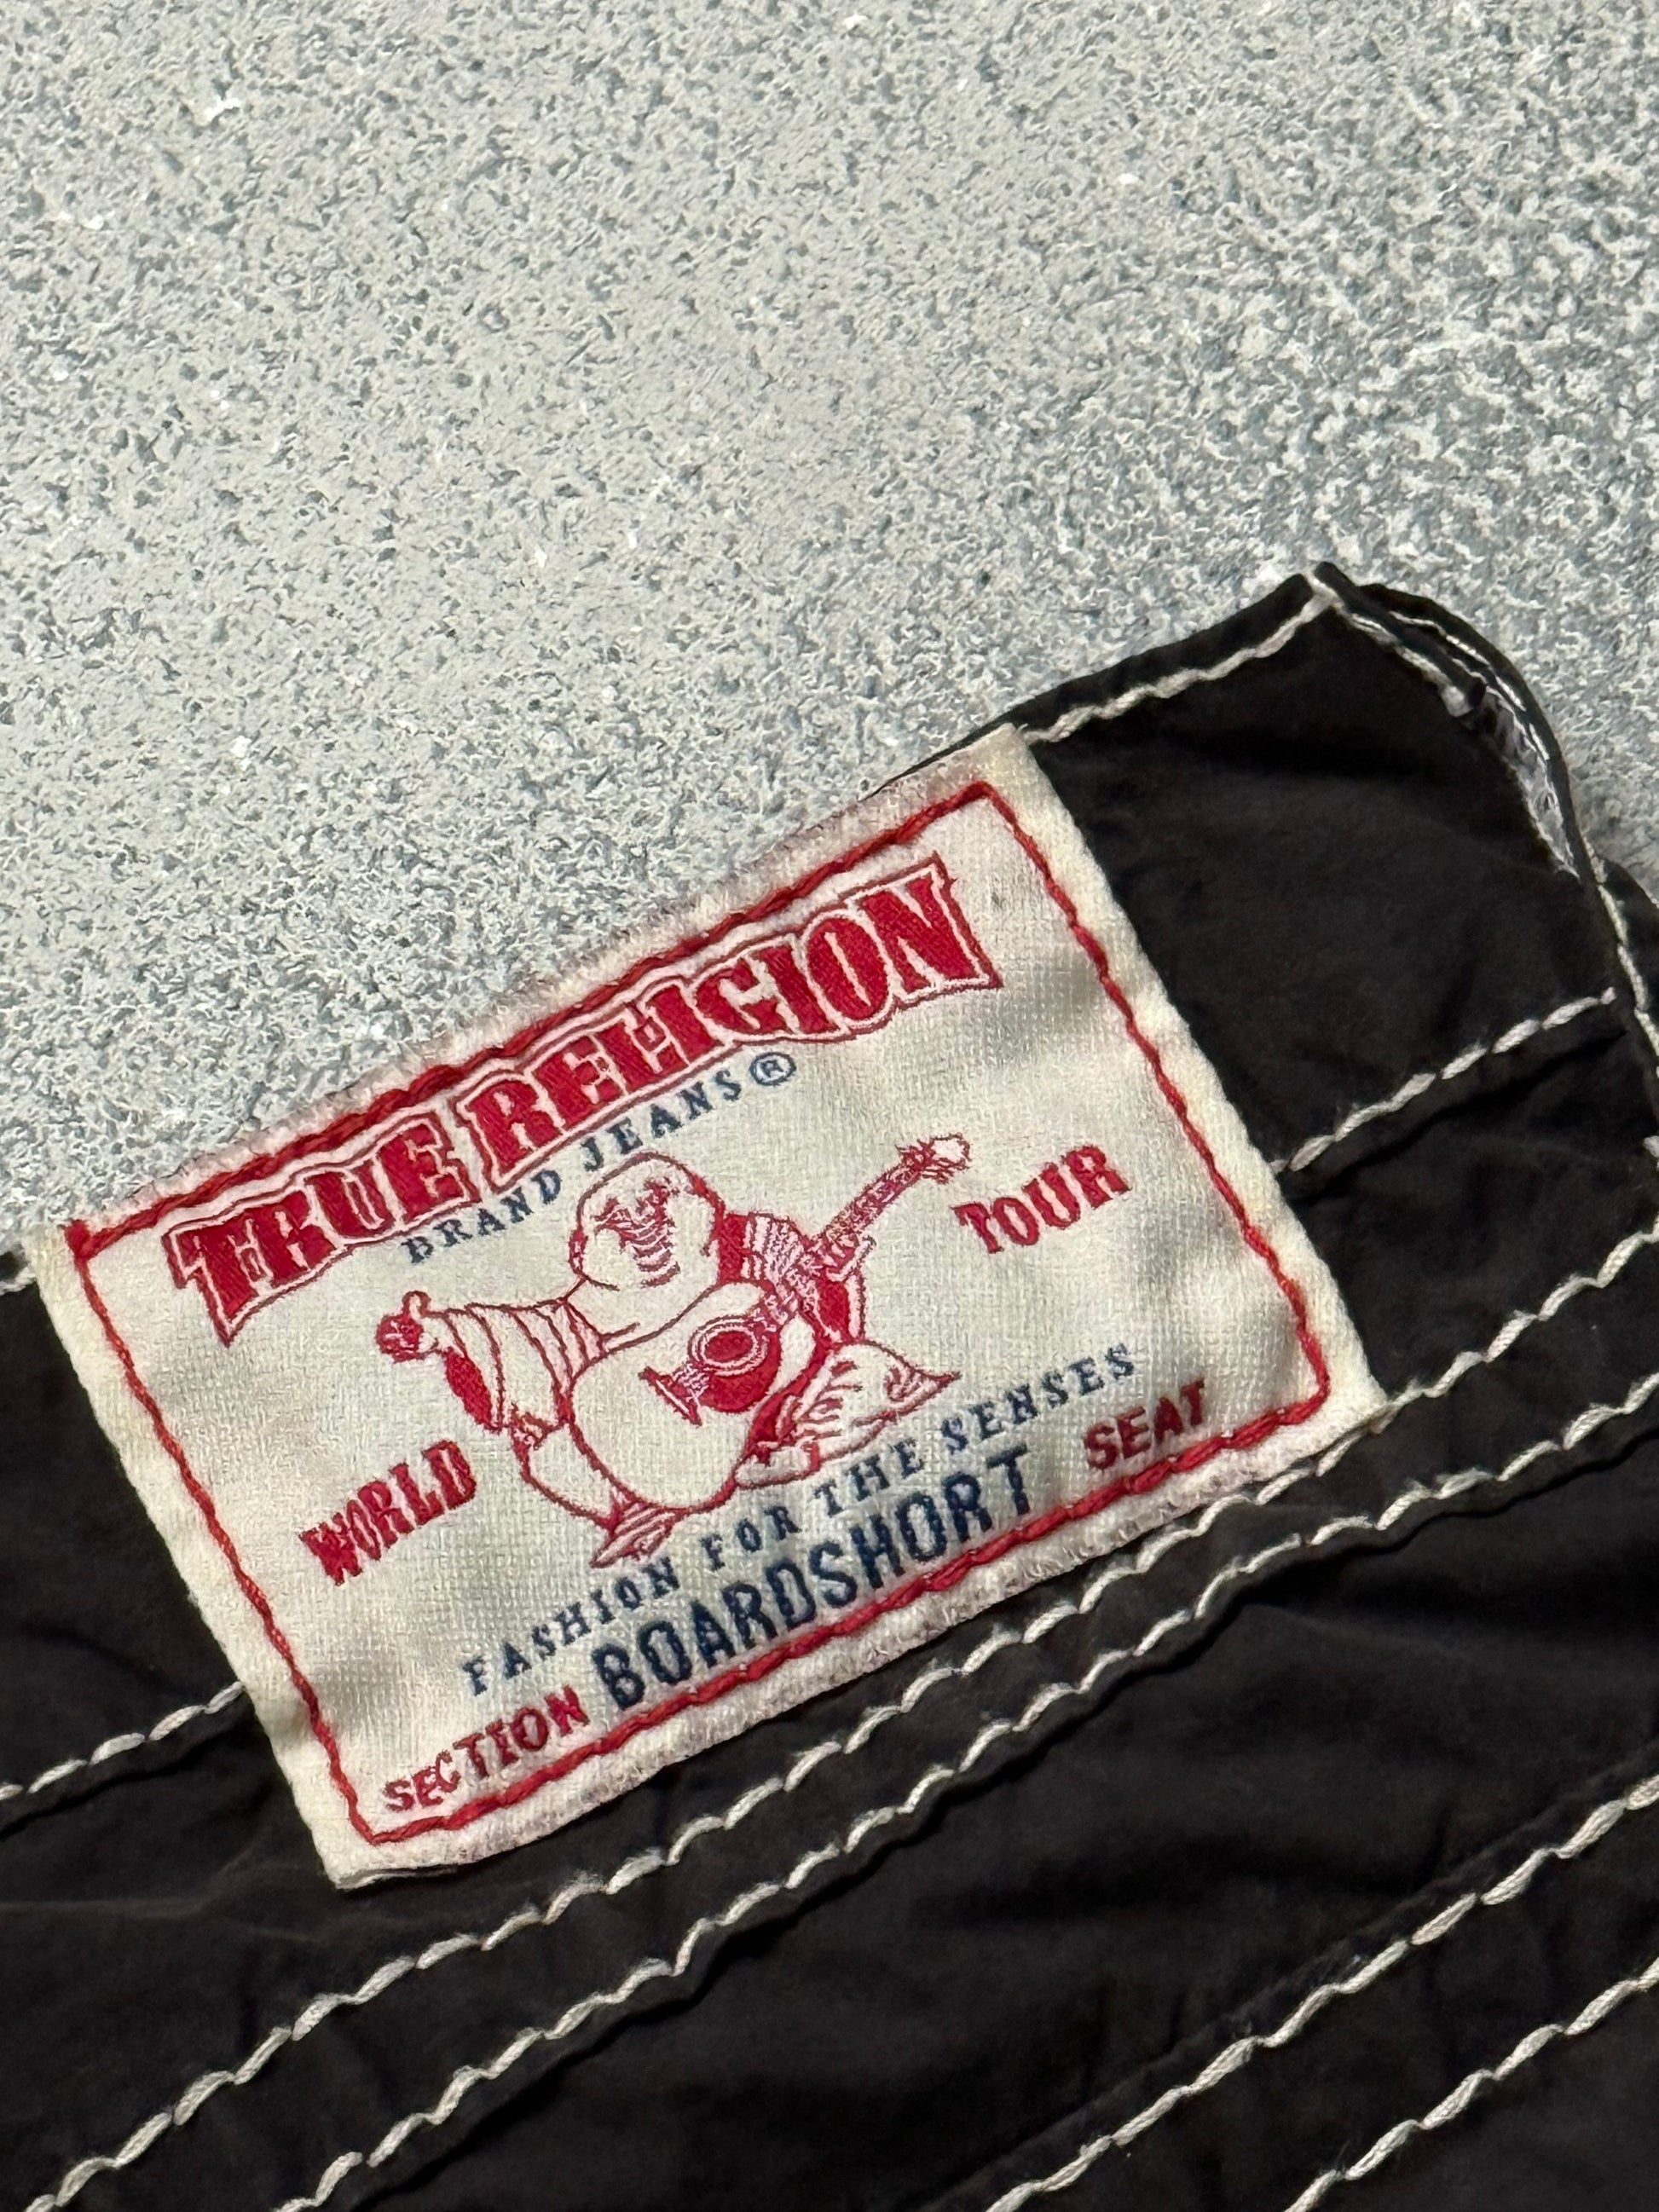 TRUE RELIGION
BRAND JEANS®
WORLD TOUR
FASHION FOR THE SENSES
SECTION BOARDSHORT SEAT